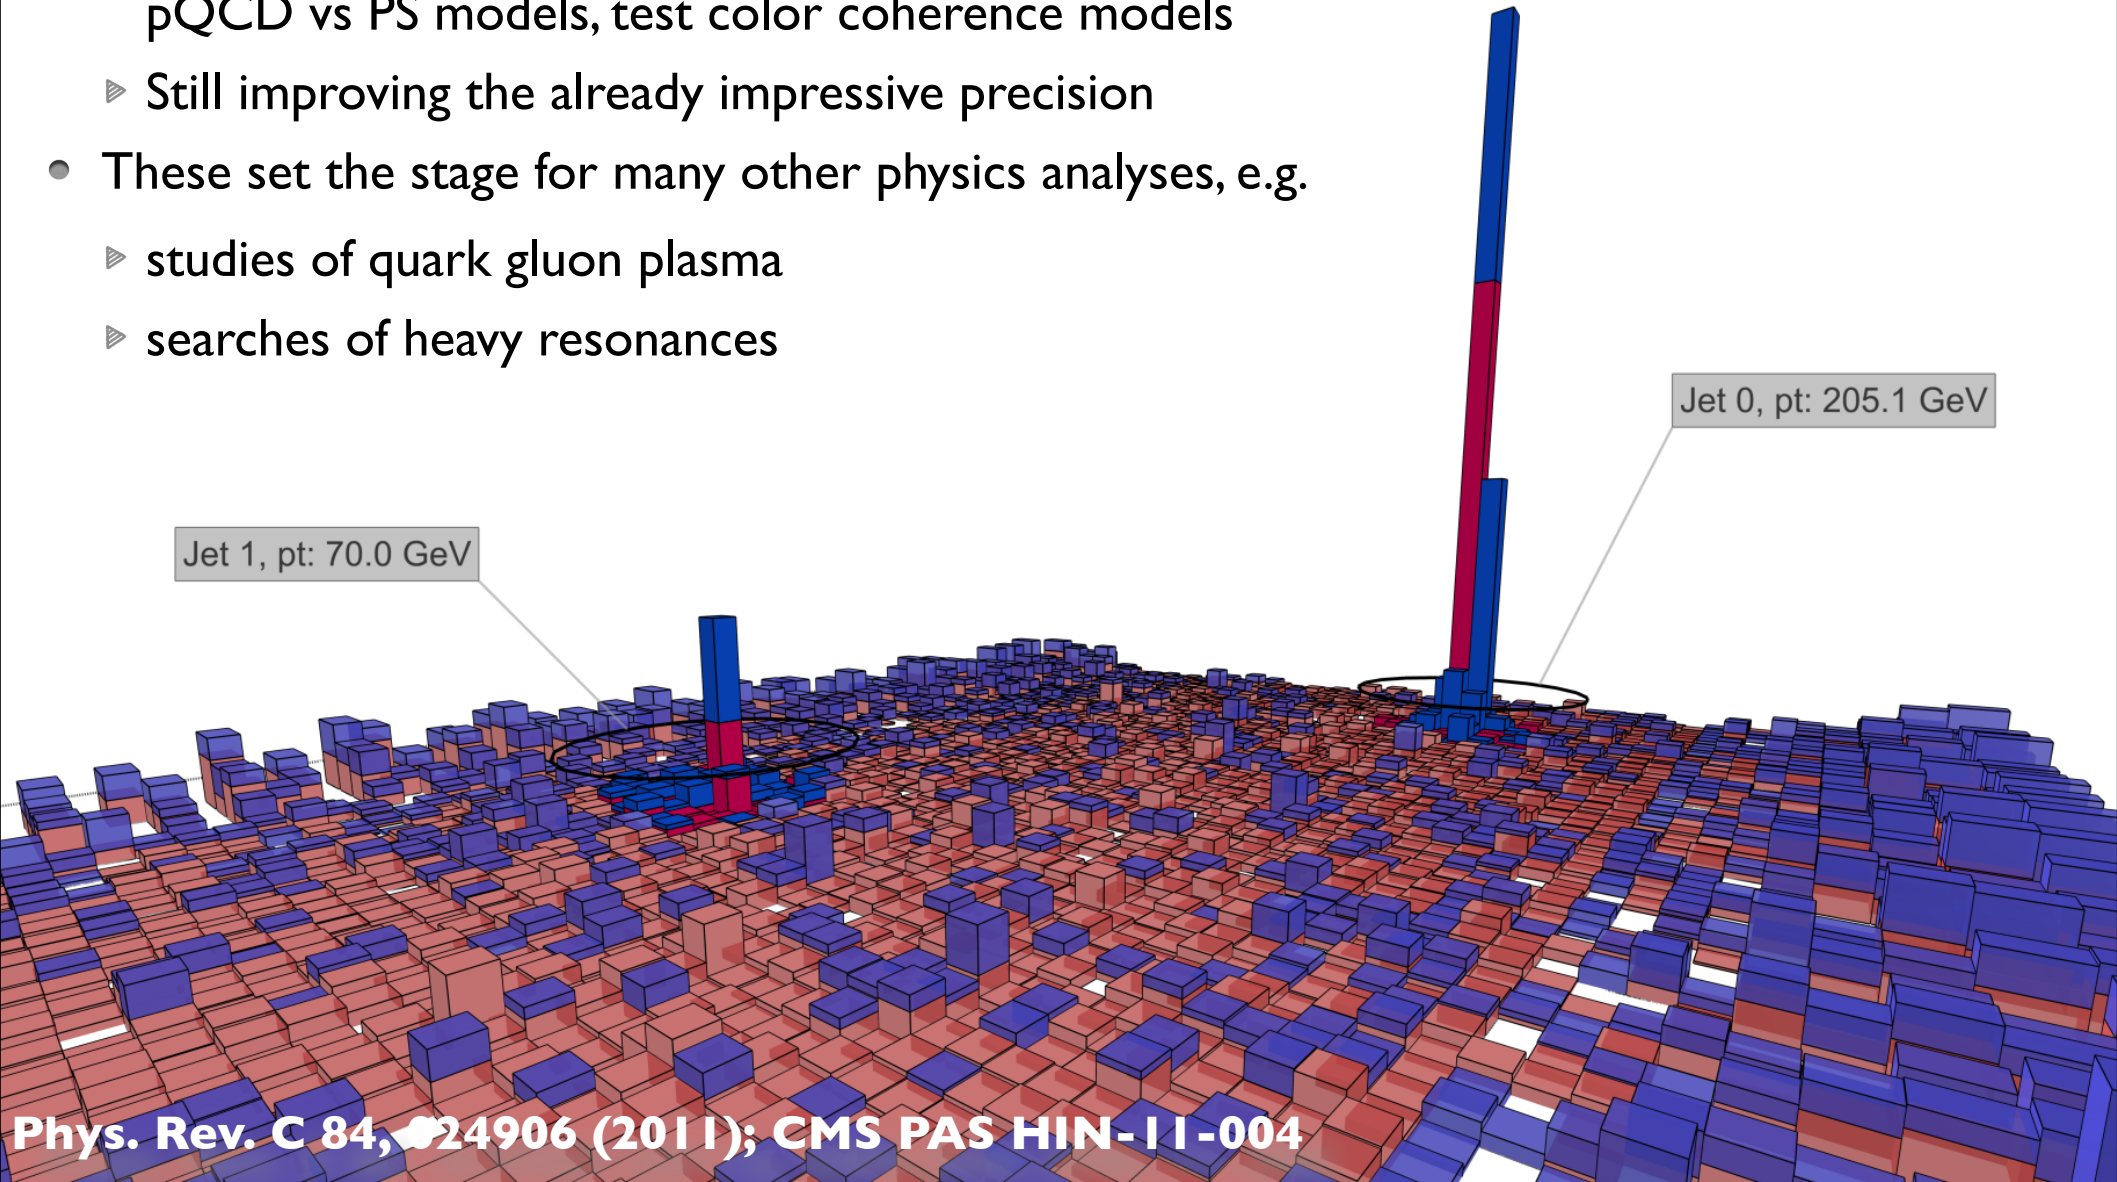 pQCD vs PS models, test color coherence models
Still improving the already impressive precision
These set the stage for many other physics analyses, e.g.
studies of quark gluon plasma
searches of heavy resonances
Jet 0, pt: 205.1 GeV
Jet 1, pt: 70.0 GeV
Phys. Rev. C 84, 024906 (2011); CMS PAS HIN-11-004